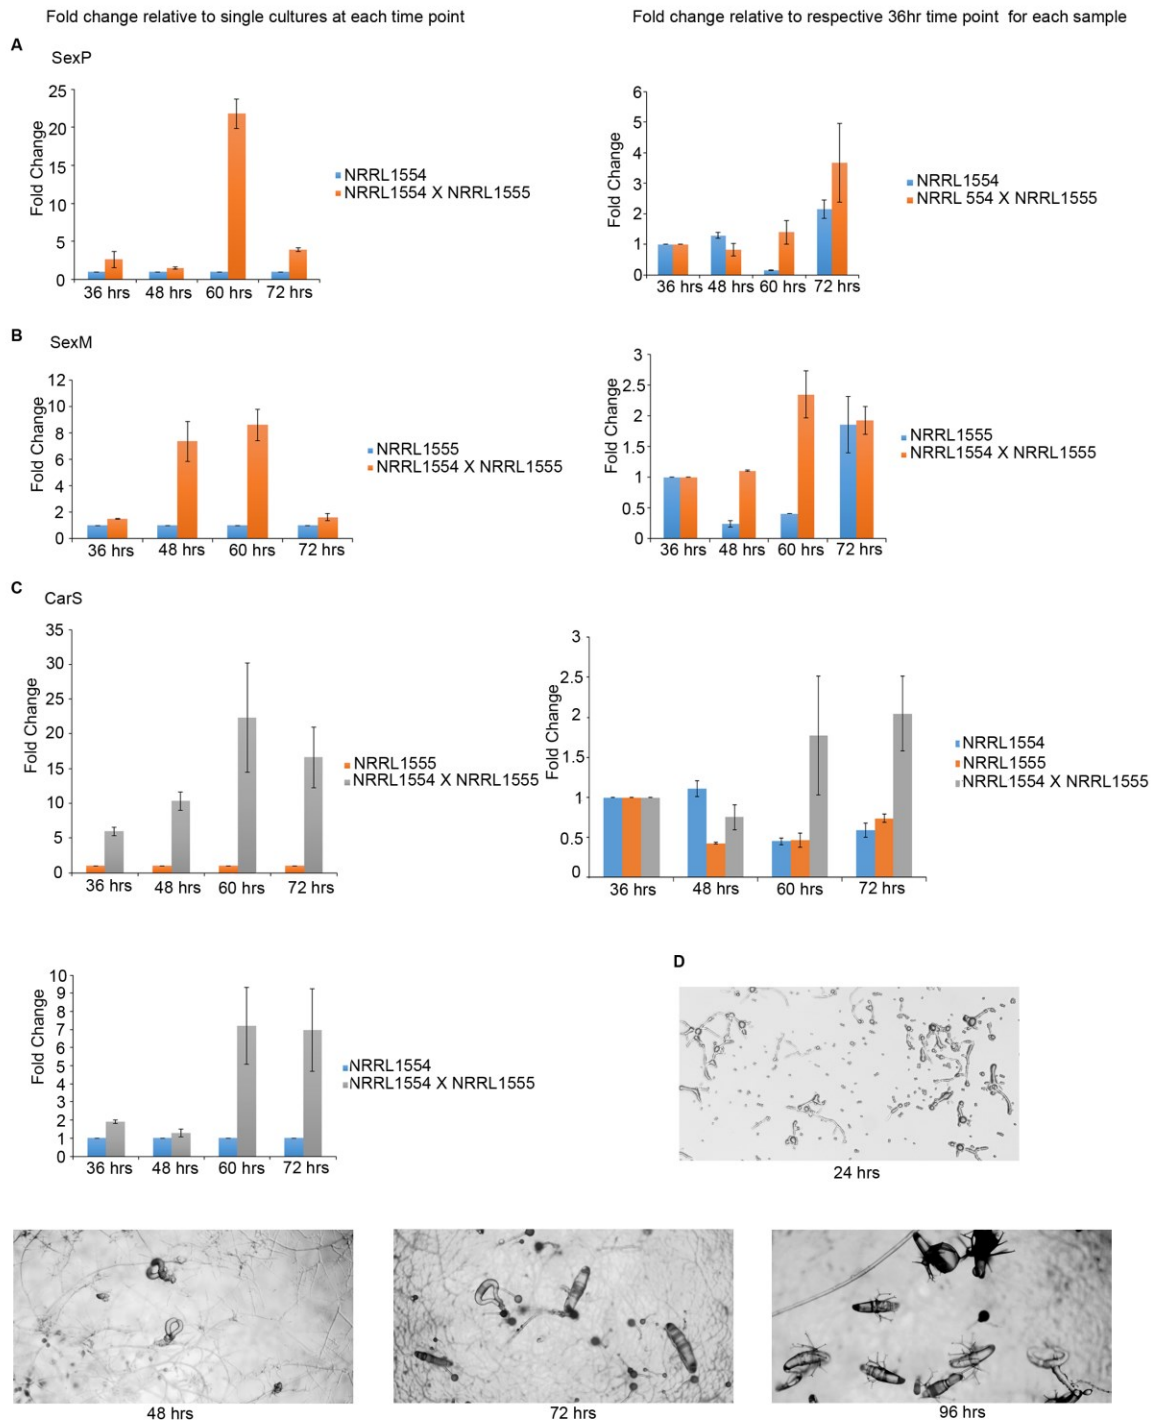 Fold change relative to single cultures at each time point
Fold change relative to respective 36hr time point for each sample
A
SexP
25
20
15
10
5
0
Fold Change
36 hrs 48 hrs 60 hrs 72 hrs
NRRL1554
NRRL1554 X NRRL1555
6
5
4
3
2
1
0
Fold Change
36 hrs 48 hrs 60 hrs 72 hrs
NRRL1554
NRRL 554 X NRRL1555
B
SexM
12
10
8
6
4
2
0
Fold Change
36 hrs 48 hrs 60 hrs 72 hrs
NRRL1555
NRRL1554 X NRRL1555
3
2.5
2
1.5
1
0.5
0
Fold Change
36 hrs 48 hrs 60 hrs 72 hrs
NRRL1555
NRRL1554 X NRRL1555
C
CarS
35
30
25
20
15
10
5
0
Fold Change
36 hrs 48 hrs 60 hrs 72 hrs
NRRL1555
NRRL1554 X NRRL1555
3
2.5
2
1.5
1
0.5
0
Fold Change
36 hrs 48 hrs 60 hrs 72 hrs
NRRL1554
NRRL1555
NRRL1554 X NRRL1555
10
9
8
7
6
5
4
3
2
1
0
Fold Change
36 hrs 48 hrs 60 hrs 72 hrs
NRRL1554
NRRL1554 X NRRL1555
D
24 hrs
48 hrs
72 hrs
96 hrs